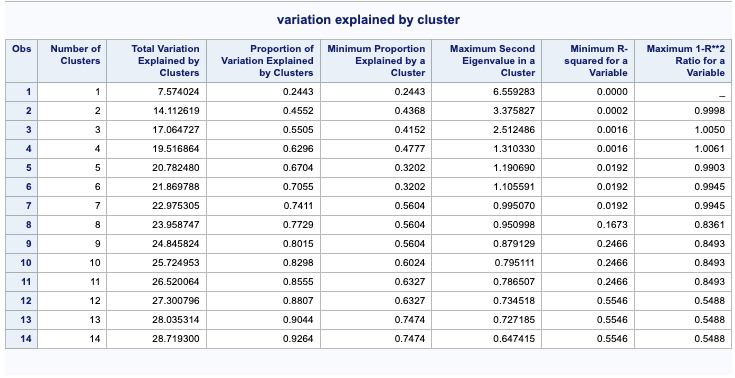 variation explained by cluster
Obs Number of Clusters Total Variation Explained by Clusters Proportion of Variation Explained by Clusters Minimum Proportion Explained by a Cluster Maximum Second Eigenvalue in a Cluster Minimum R-squared for a Variable Maximum 1-R**2 Ratio for a Variable
1 1 7.574024 0.2443 0.2443 6.559283 0.0000 _
2 2 14.112619 0.4552 0.4368 3.375827 0.0002 0.9998
3 3 17.064727 0.5505 0.4152 2.512486 0.0016 1.0050
4 4 19.516864 0.6296 0.4777 1.310330 0.0016 1.0061
5 5 20.782480 0.6704 0.3202 1.190690 0.0192 0.9903
6 6 21.869788 0.7055 0.3202 1.105591 0.0192 0.9945
7 7 22.975305 0.7411 0.5604 0.995070 0.0192 0.9945
8 8 23.958747 0.7729 0.5604 0.950998 0.1673 0.8361
9 9 24.845824 0.8015 0.5604 0.879129 0.2466 0.8493
10 10 25.724953 0.8298 0.6024 0.795111 0.2466 0.8493
11 11 26.520064 0.8555 0.6327 0.786507 0.2466 0.8493
12 12 27.300796 0.8807 0.6327 0.734518 0.5546 0.5488
13 13 28.035314 0.9044 0.7474 0.727185 0.5546 0.5488
14 14 28.719300 0.9264 0.7474 0.647415 0.5546 0.5488